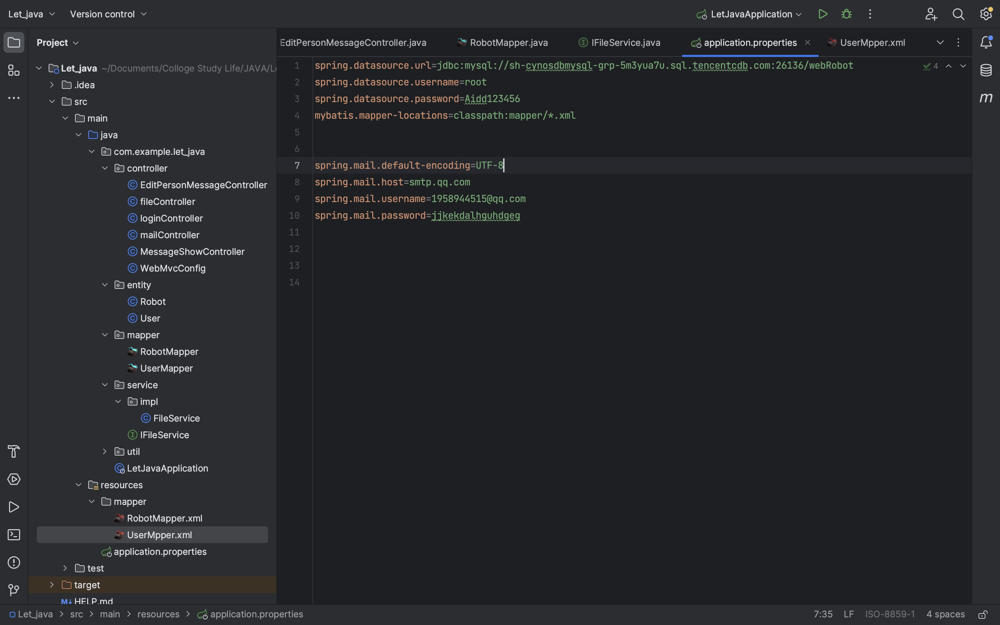 Let_java
Version control
LetJavaApplication
Project
EditPersonMessageController.java
RobotMapper.java
IFileService.java
application.properties
UserMpper.xml
Let_java ~/Documents/Colloge Study Life/JAVA/Le
.idea
src
main
java
com.example.let_java
controller
EditPersonMessageController
fileController
loginController
mailController
MessageShowController
WebMvcConfig
entity
Robot
User
mapper
RobotMapper
UserMapper
service
impl
FileService
IFileService
util
LetJavaApplication
resources
mapper
RobotMapper.xml
UserMpper.xml
application.properties
test
target
HELP.md
1 spring.datasource.url=jdbc:mysql://sh-cynosdbmysql-grp-5m3yua7u.sql.tencentcdb.com:26136/webRobot
4
2 spring.datasource.username=root
3 spring.datasource.password=Aidd123456
4 mybatis.mapper-locations=classpath:mapper/*.xml
5
6
7 spring.mail.default-encoding=UTF-8
8 spring.mail.host=smtp.qq.com
9 spring.mail.username=1958944515@qq.com
10 spring.mail.password=jjkekdalhguhdgeg
11
12
13
14
Let_java > src > main > resources > application.properties
7:35 LF ISO-8859-1 4 spaces